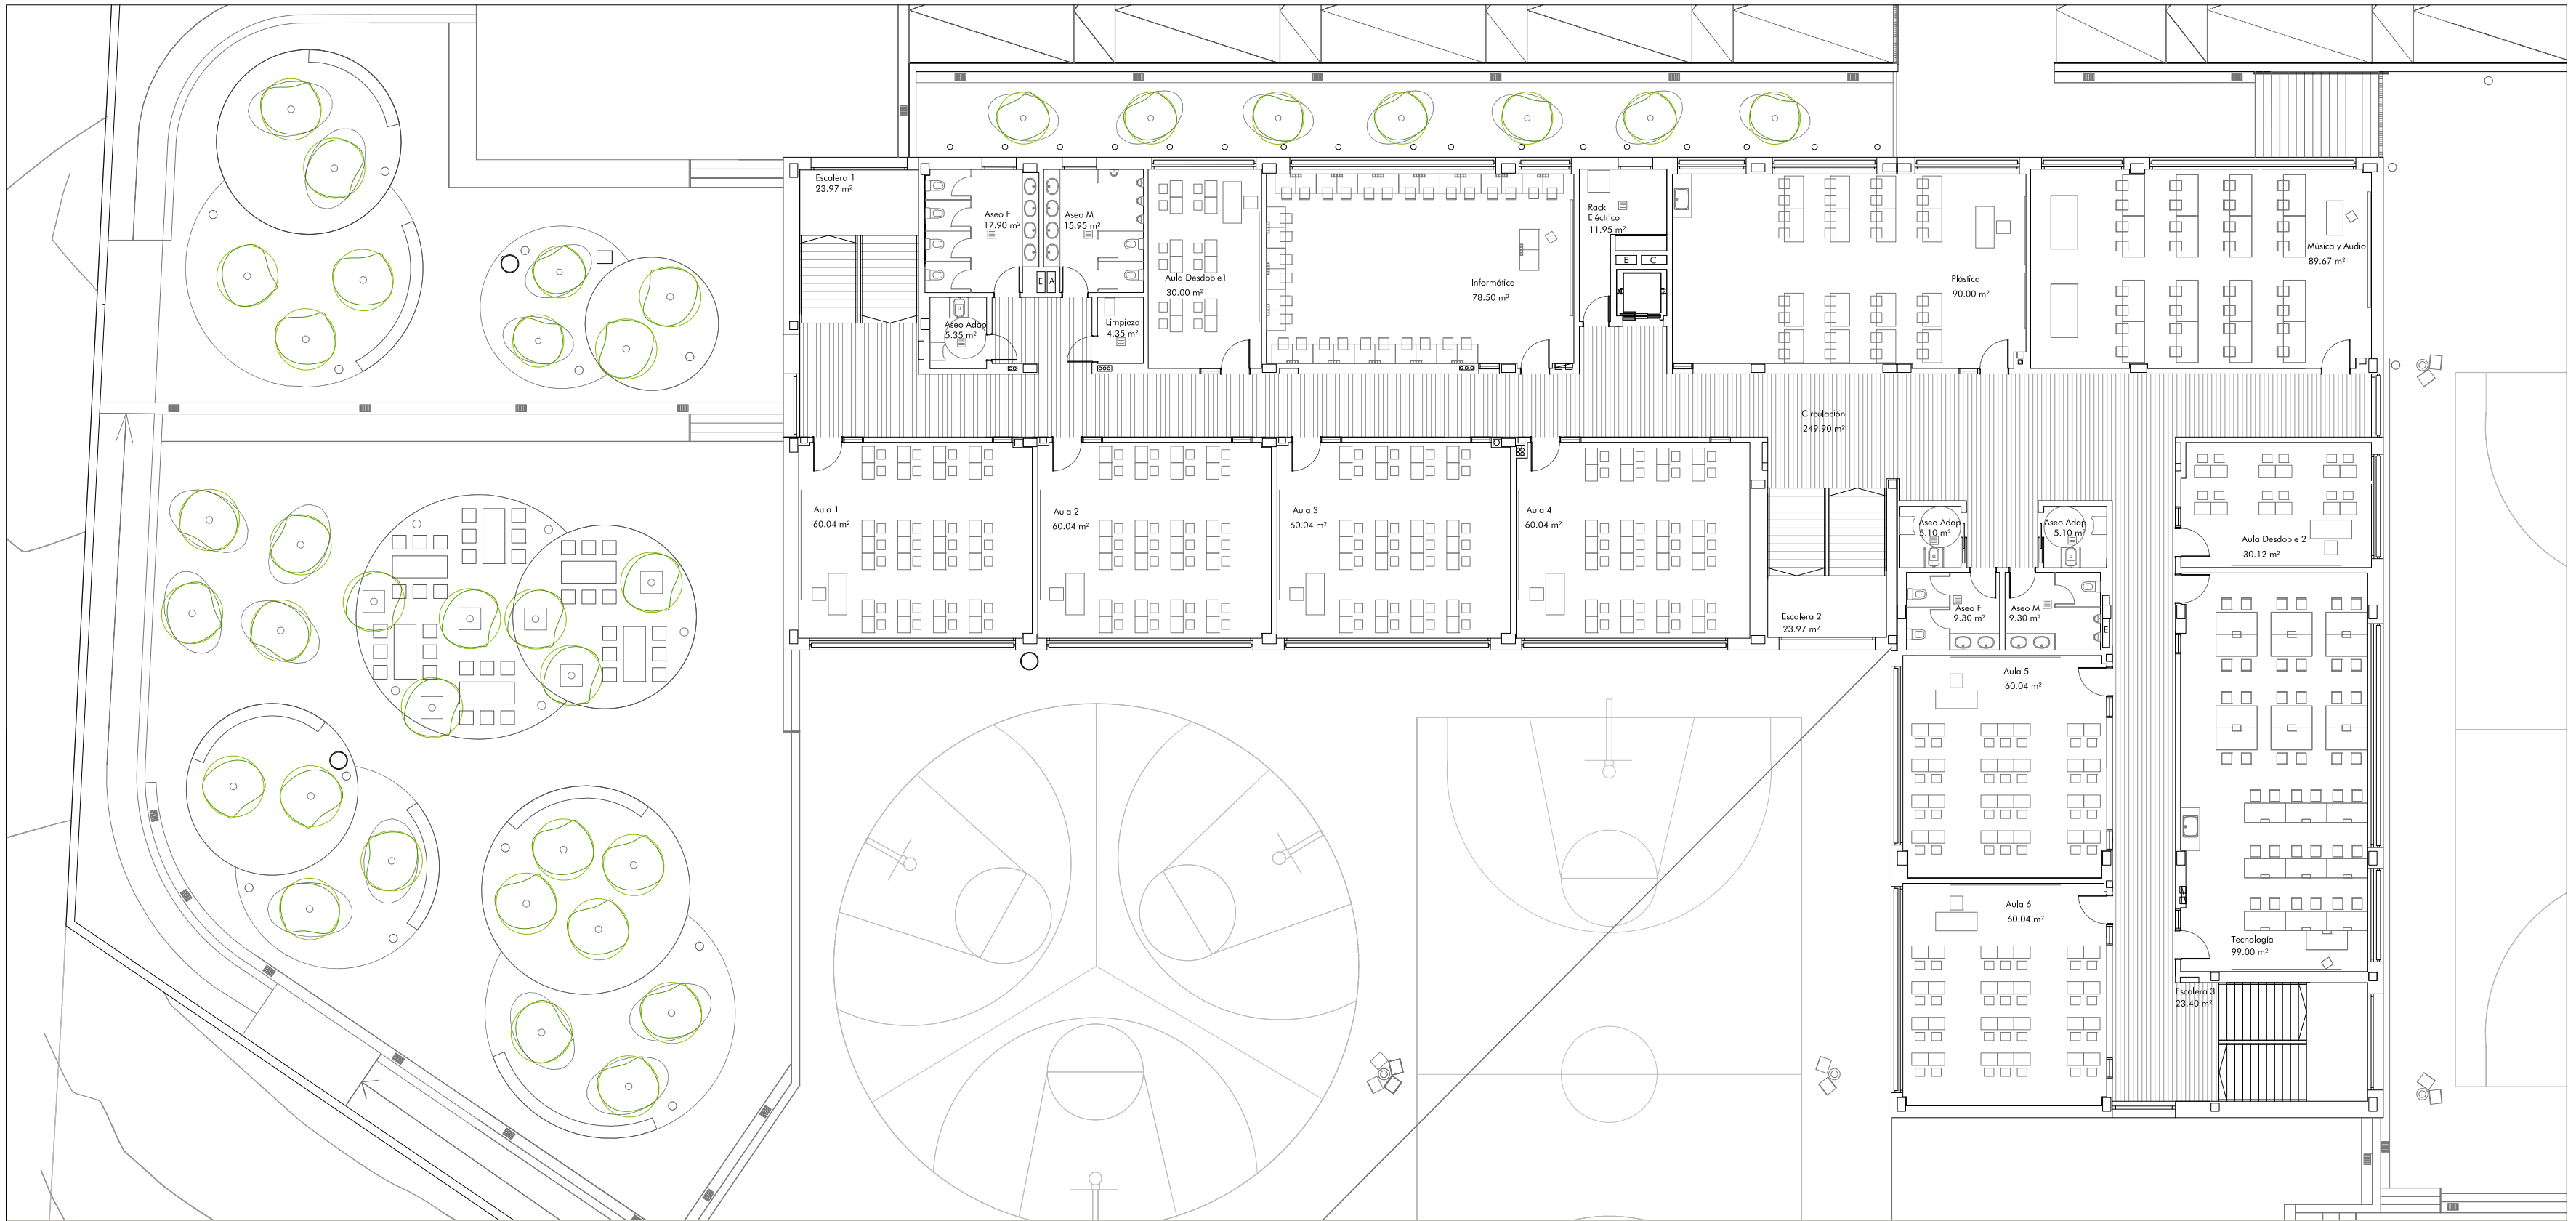 Escalera 1
23.97 m²
Aseo F
17.90 m²
Aseo M
15.95 m²
E A
Aseo Adap
5.35 m²
Limpieza
4.35 m²
Aula Desdoble1
30.00 m²
Informática
78.50 m²
Rack
Eléctrico
11.95 m²
E C
Plástica
90.00 m²
Música y Audio
89.67 m²
Circulación
249.90 m²
Aula 1
60.04 m²
Aula 2
60.04 m²
Aula 3
60.04 m²
Aula 4
60.04 m²
Escalera 2
23.97 m²
Aseo Adap
5.10 m²
Aseo Adap
5.10 m²
Aseo F
9.30 m²
Aseo M
9.30 m²
E
Aula Desdoble 2
30.12 m²
Aula 5
60.04 m²
Aula 6
60.04 m²
Tecnología
99.00 m²
Escalera 3
23.40 m²